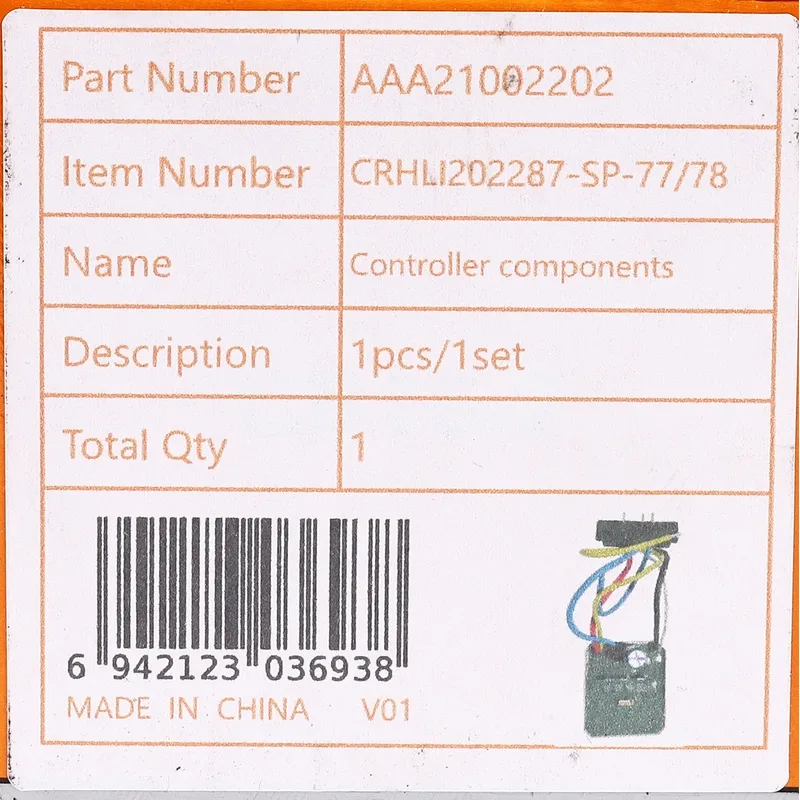 Part Number AAA21002202
Item Number CRHLI202287-SP-77/78
Name Controller components
Description 1pcs/1set
Total Qty 1
6 942123 036938
MADE IN CHINA V01